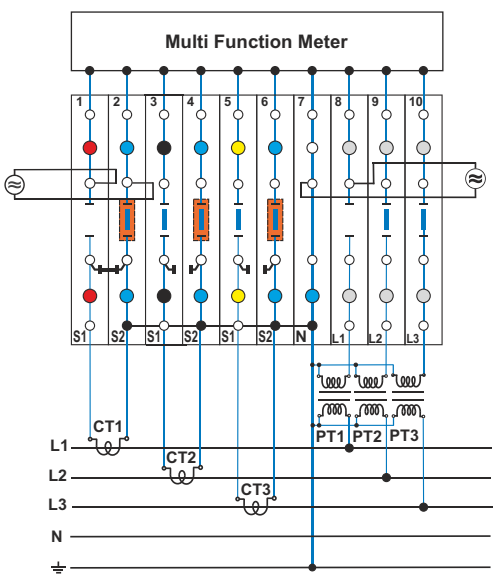 Multi Function Meter
1 2 3 4 5 6 7 8 9 10
S1 S2 S1 S2 S1 S2 N L1 L2 L3
PT1 PT2 PT3
CT1
L1
CT2
L2
CT3
L3
N